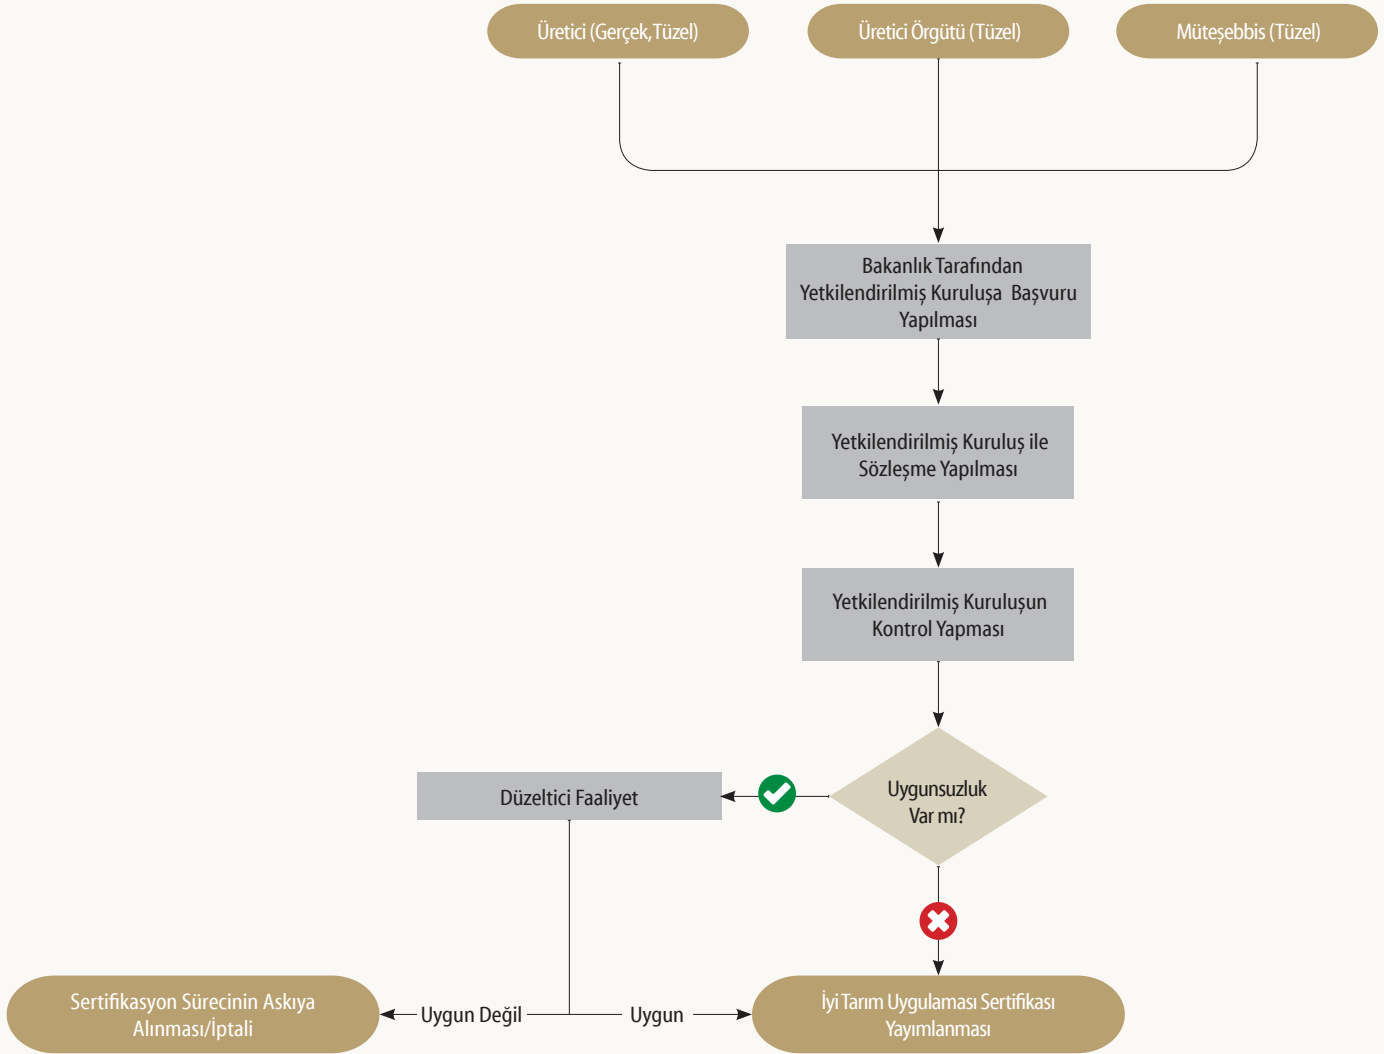 Üretici (Gerçek,Tüzel)
Üretici Örgütü (Tüzel)
Müteşebbis (Tüzel)
Bakanlık Tarafından
Yetkilendirilmiş Kuruluşa Başvuru
Yapılması
Yetkilendirilmiş Kuruluş ile
Sözleşme Yapılması
Yetkilendirilmiş Kuruluşun
Kontrol Yapması
Uygunsuzluk
Var mı?
Düzeltici Faaliyet
Sertifikasyon Sürecinin Askıya
Alınması/İptali
Uygun Değil
Uygun
İyi Tarım Uygulaması Sertifikası
Yayımlanması